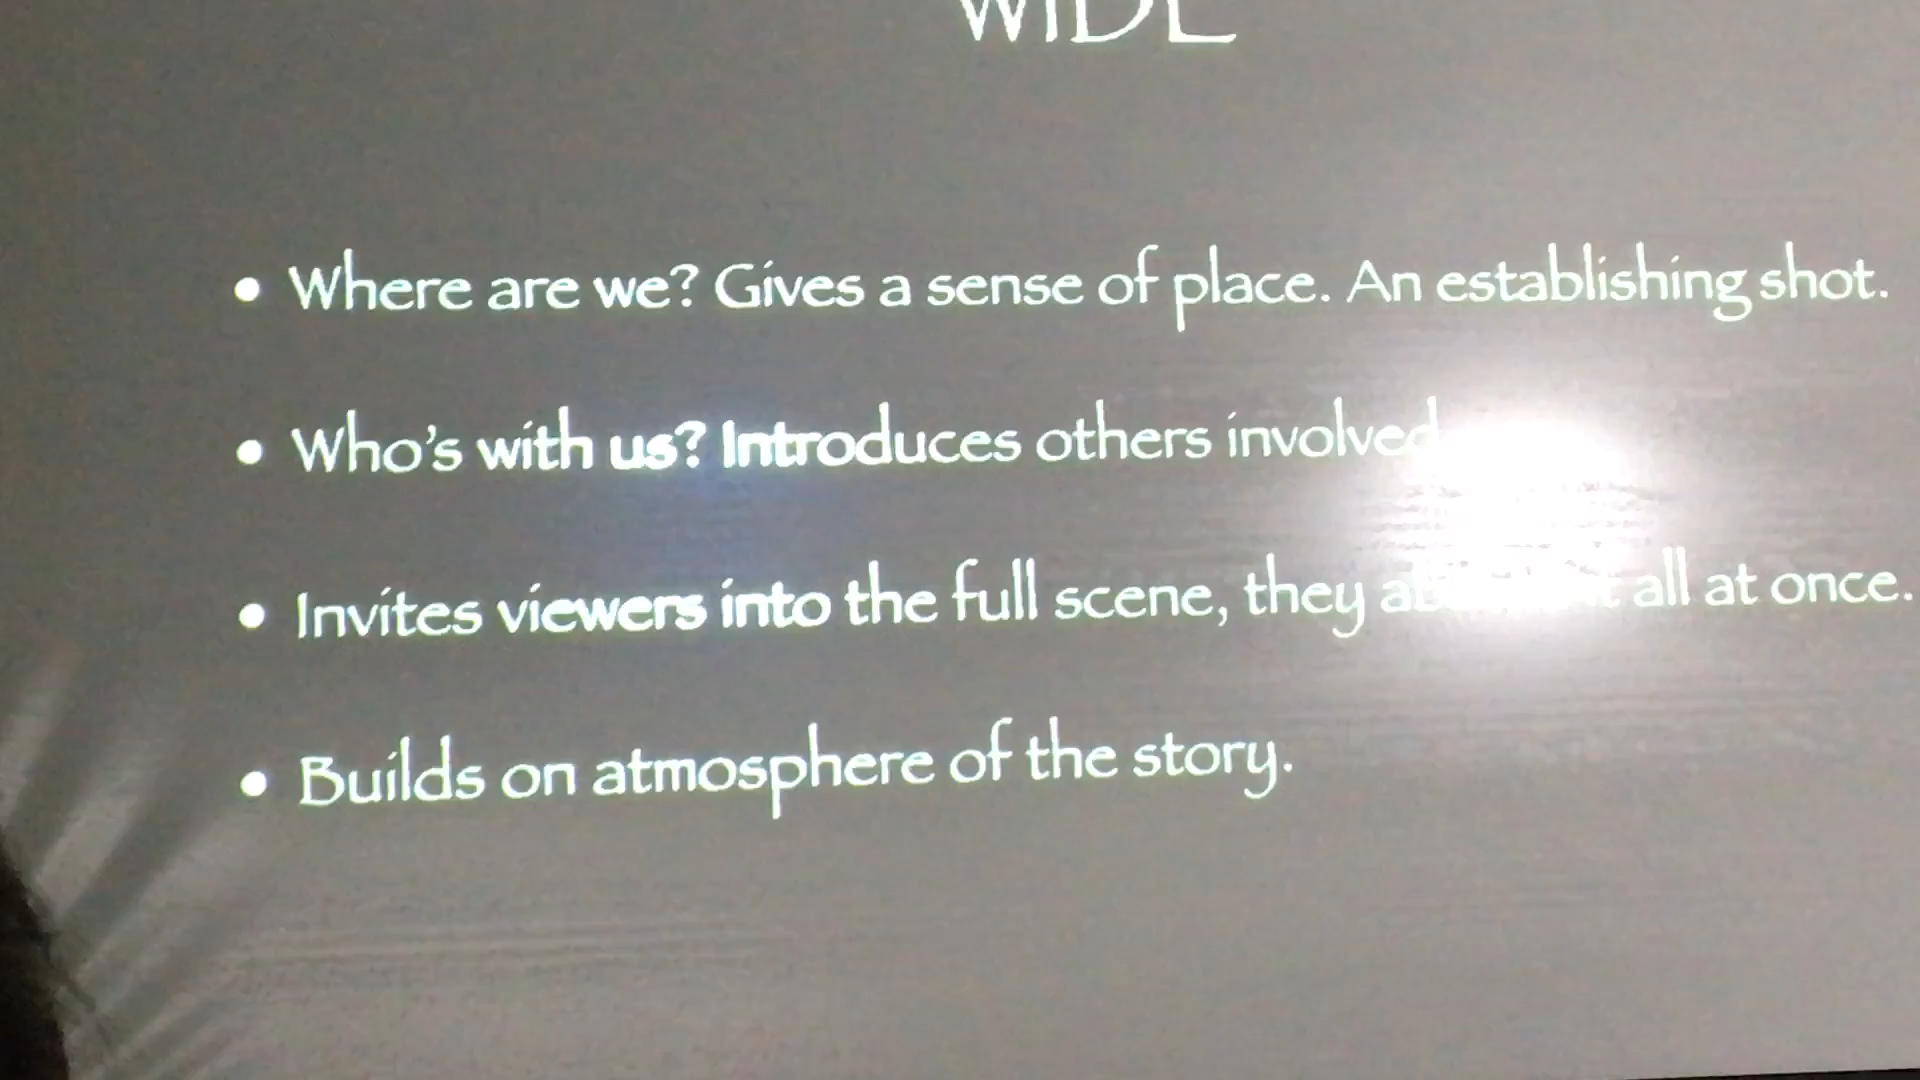 WIDE
• Where are we? Gives a sense of place. An establishing shot.
• Who's with us? Introduces others involved
• Invites viewers into the full scene, they all at once.
• Builds on atmosphere of the story.